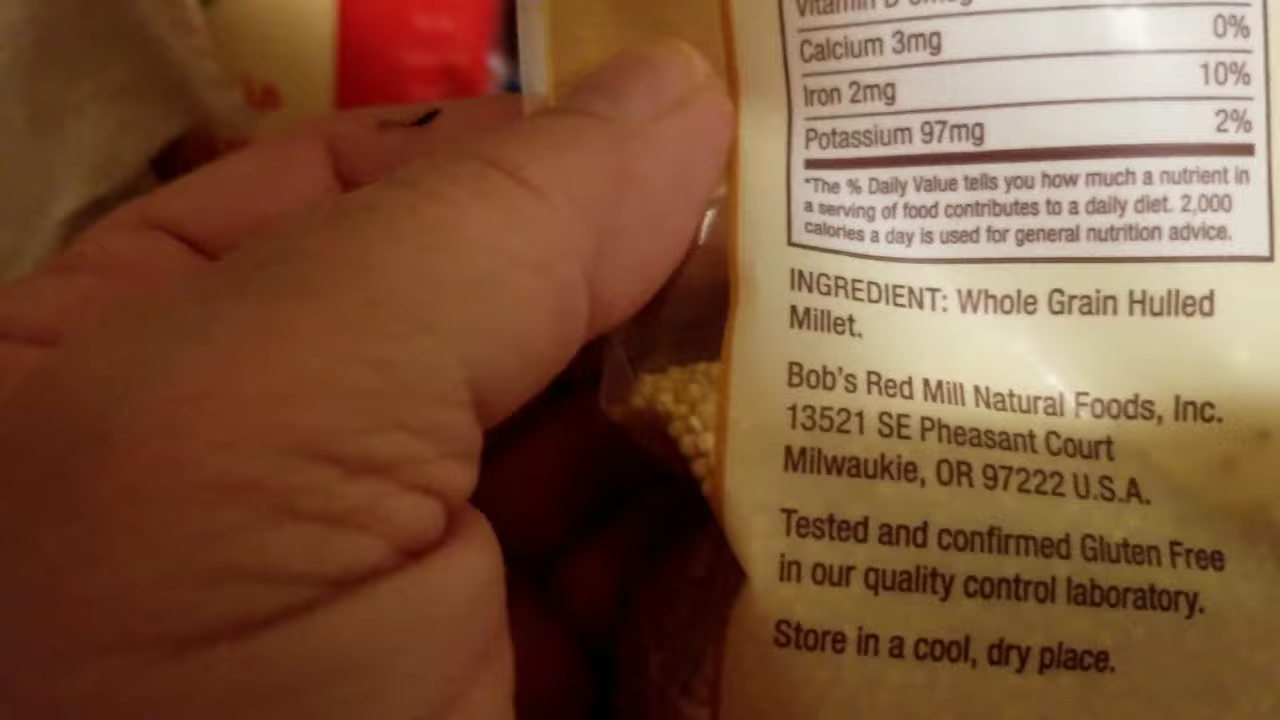 Vitamin D 0mcg
Calcium 3mg 0%
Iron 2mg 10%
Potassium 97mg 2%
*The % Daily Value tells you how much a nutrient in
a serving of food contributes to a daily diet. 2,000
calories a day is used for general nutrition advice.
INGREDIENT: Whole Grain Hulled
Millet.
Bob's Red Mill Natural Foods, Inc.
13521 SE Pheasant Court
Milwaukie, OR 97222 U.S.A.
Tested and confirmed Gluten Free
in our quality control laboratory.
Store in a cool, dry place.